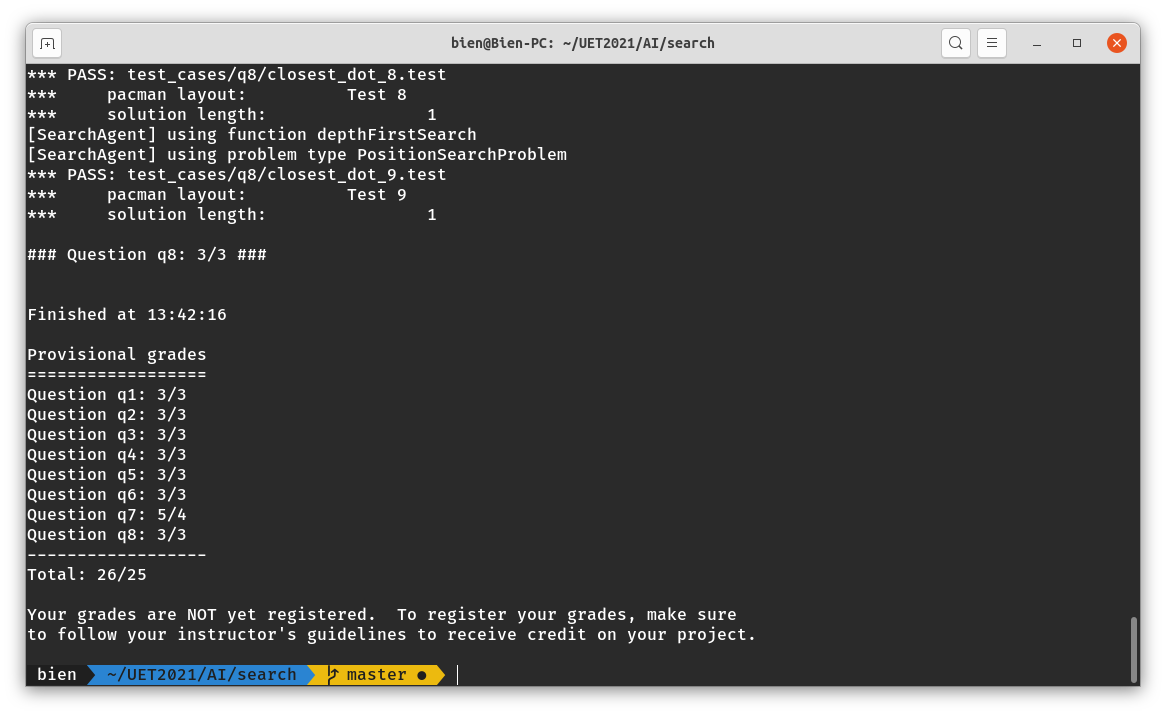 bien@Bien-PC: ~/UET2021/AI/search
*** PASS: test_cases/q8/closest_dot_8.test
***     pacman layout:          Test 8
***     solution length:                1
[SearchAgent] using function depthFirstSearch
[SearchAgent] using problem type PositionSearchProblem
*** PASS: test_cases/q8/closest_dot_9.test
***     pacman layout:          Test 9
***     solution length:                1
### Question q8: 3/3 ###
Finished at 13:42:16
Provisional grades
==================
Question q1: 3/3
Question q2: 3/3
Question q3: 3/3
Question q4: 3/3
Question q5: 3/3
Question q6: 3/3
Question q7: 5/4
Question q8: 3/3
------------------
Total: 26/25
Your grades are NOT yet registered.  To register your grades, make sure
to follow your instructor's guidelines to receive credit on your project.
bien ~/UET2021/AI/search master ●